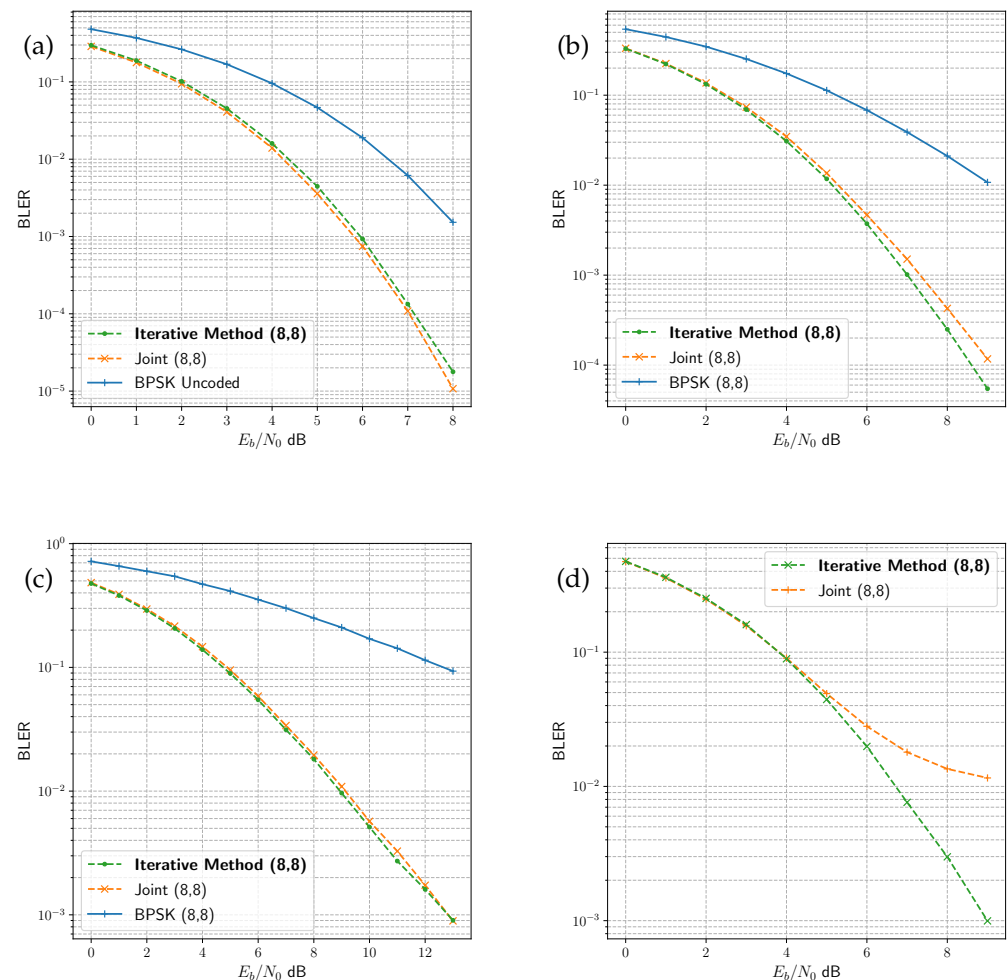 (a)
BLER
10^{-1}
10^{-2}
10^{-3}
10^{-4}
10^{-5}
Iterative Method (8,8)
Joint (8,8)
BPSK Uncoded
0 1 2 3 4 5 6 7 8
E_b/N_0 dB
(b)
BLER
10^{-1}
10^{-2}
10^{-3}
10^{-4}
Iterative Method (8,8)
Joint (8,8)
BPSK (8,8)
0 2 4 6 8
E_b/N_0 dB
(c)
BLER
10^0
10^{-1}
10^{-2}
10^{-3}
Iterative Method (8,8)
Joint (8,8)
BPSK (8,8)
0 2 4 6 8 10 12
E_b/N_0 dB
(d)
BLER
Iterative Method (8,8)
Joint (8,8)
10^{-1}
10^{-2}
10^{-3}
0 2 4 6 8
E_b/N_0 dB